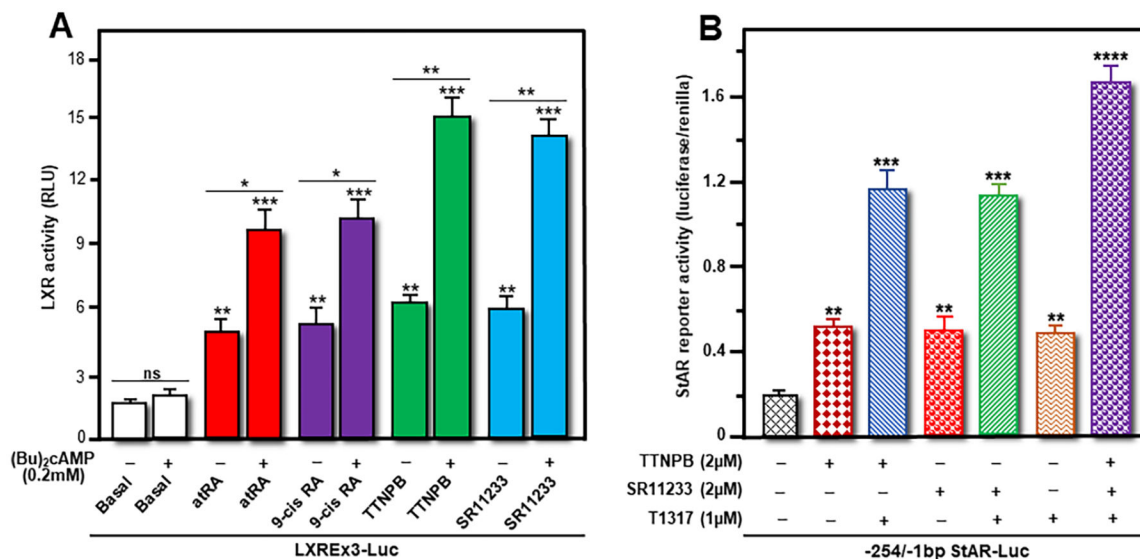 A
LXR activity (RLU)
18
15
12
9
6
3
0
ns
**
*
***
**
*
***
**
**
***
**
**
***
(Bu)₂cAMP
(0.2mM)
– + – + – + – + – +
Basal Basal atRA atRA 9-cis RA 9-cis RA TTNPB TTNPB SR11233 SR11233
LXREx3-Luc
B
StAR reporter activity (luciferase/renilla)
1.6
1.2
0.8
0.4
0
**
***
**
***
**
****
TTNPB (2µM) – + + – – – +
SR11233 (2µM) – – – + + – +
T1317 (1µM) – – + – + + +
-254/-1bp StAR-Luc